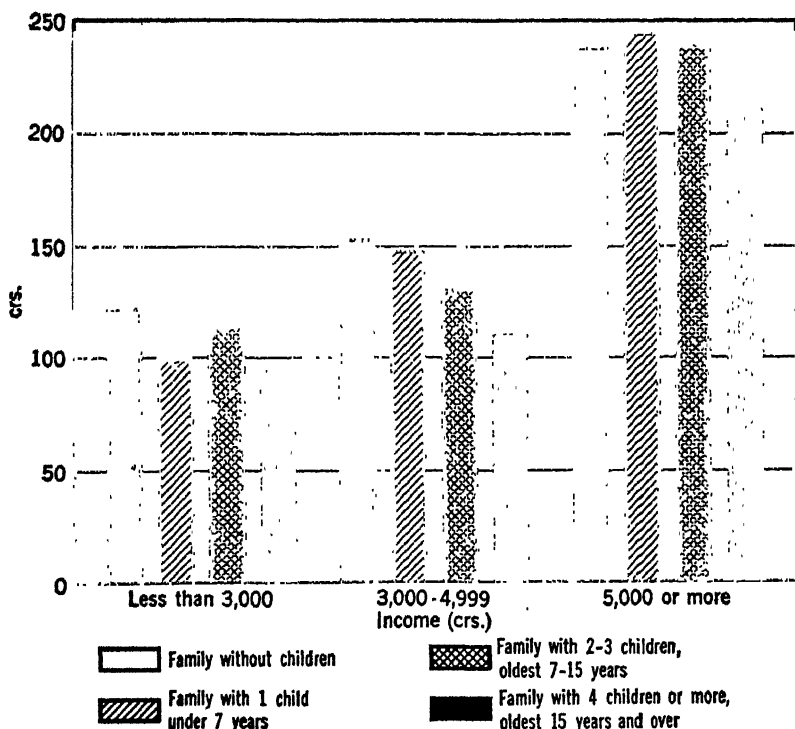 250
200
150
100
50
0
crs.
Less than 3,000
3,000-4,999
5,000 or more
Income (crs.)
Family without children
Family with 1 child
under 7 years
Family with 2-3 children,
oldest 7-15 years
Family with 4 children or more,
oldest 15 years and over